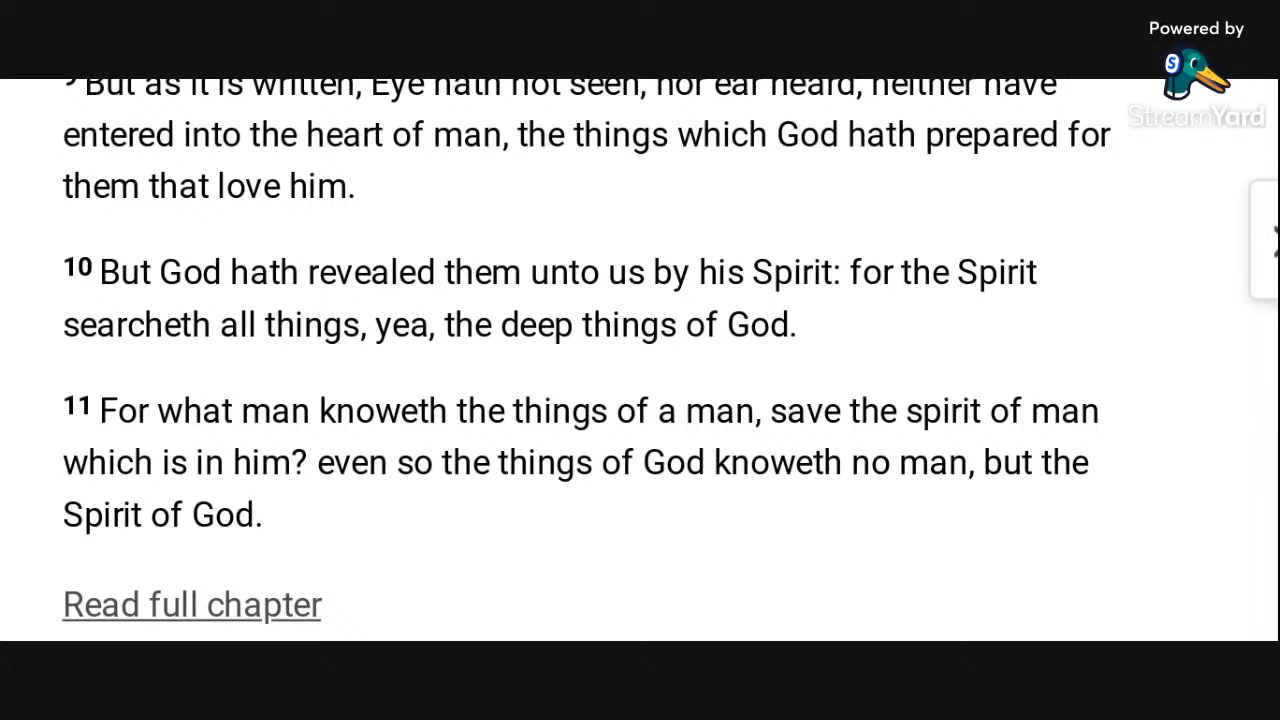 Powered by
StreamYard
9 But as it is written, Eye hath not seen, nor ear heard, neither have
entered into the heart of man, the things which God hath prepared for
them that love him.
10 But God hath revealed them unto us by his Spirit: for the Spirit
searcheth all things, yea, the deep things of God.
11 For what man knoweth the things of a man, save the spirit of man
which is in him? even so the things of God knoweth no man, but the
Spirit of God.
Read full chapter